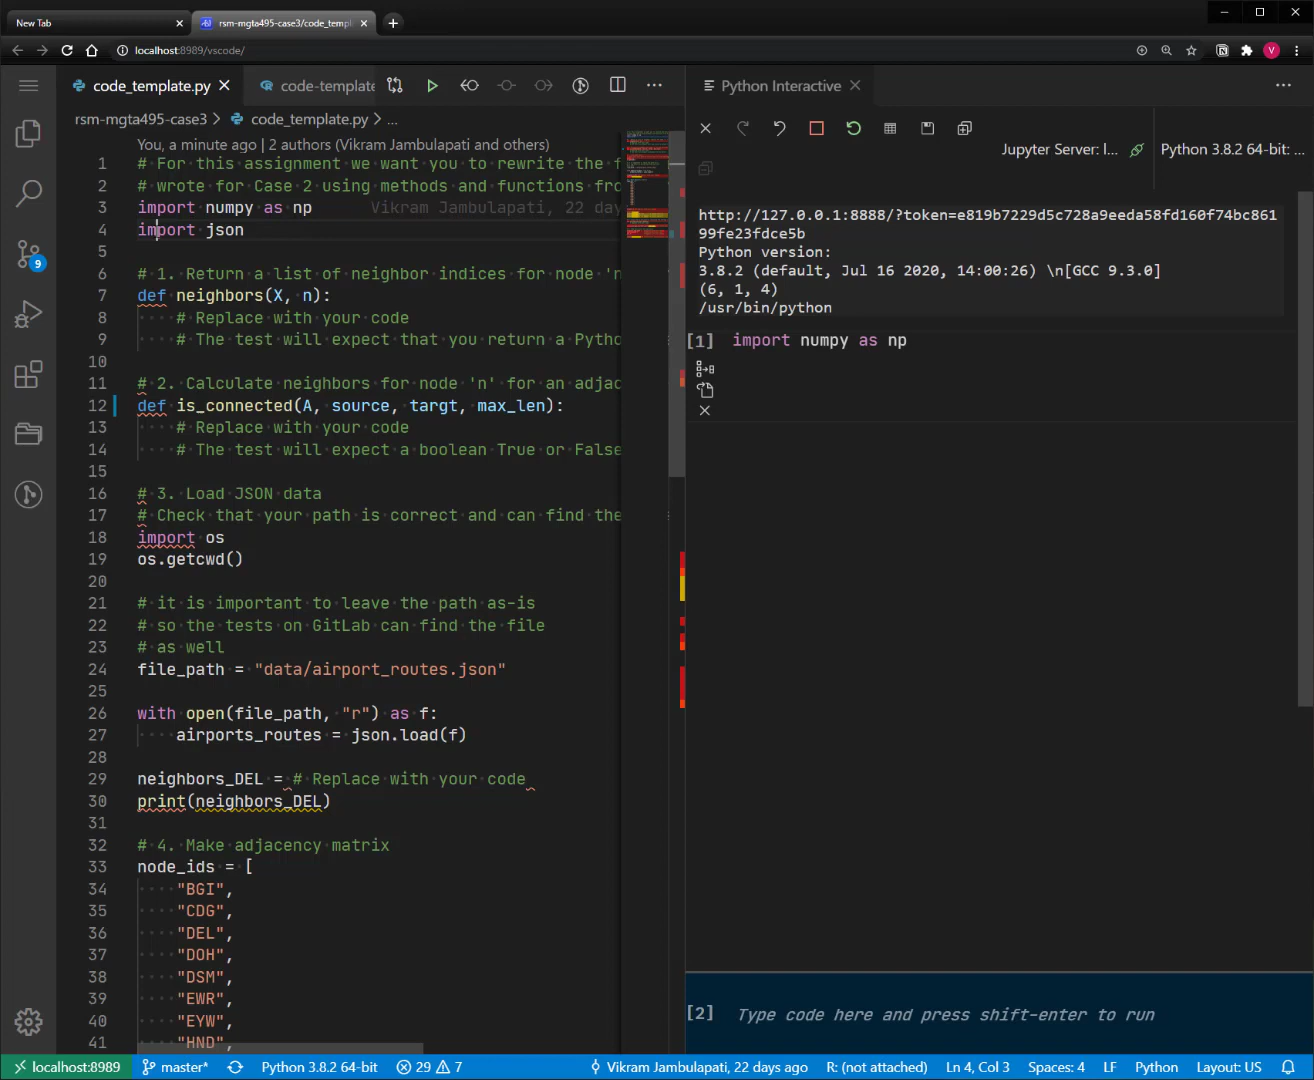 New Tab
rsm-mgta495-case3/code_templ
localhost:8989/vscode/
code_template.py
code-template
Python Interactive
rsm-mgta495-case3 > code_template.py > ...
You, a minute ago | 2 authors (Vikram Jambulapati and others)
1 # For this assignment we want you to rewrite the f
2 # wrote for Case 2 using methods and functions fro
3 import numpy as np Vikram Jambulapati, 22 day
4 import json
5
6 # 1. Return a list of neighbor indices for node 'n
7 def neighbors(X, n):
8 # Replace with your code
9 # The test will expect that you return a Pytho
10
11 # 2. Calculate neighbors for node 'n' for an adjac
12 def is_connected(A, source, targt, max_len):
13 # Replace with your code
14 # The test will expect a boolean True or False
15
16 # 3. Load JSON data
17 # Check that your path is correct and can find the
18 import os
19 os.getcwd()
20
21 # it is important to leave the path as-is
22 # so the tests on GitLab can find the file
23 # as well
24 file_path = "data/airport_routes.json"
25
26 with open(file_path, "r") as f:
27 airports_routes = json.load(f)
28
29 neighbors_DEL = # Replace with your code
30 print(neighbors_DEL)
31
32 # 4. Make adjacency matrix
33 node_ids = [
34 "BGI",
35 "CDG",
36 "DEL",
37 "DOH",
38 "DSM",
39 "EWR",
40 "EYW",
41 "HND",
Jupyter Server: l...
Python 3.8.2 64-bit: ...
http://127.0.0.1:8888/?token=e819b7229d5c728a9eeda58fd160f74bc861
99fe23fdce5b
Python version:
3.8.2 (default, Jul 16 2020, 14:00:26) \n[GCC 9.3.0]
(6, 1, 4)
/usr/bin/python
[1] import numpy as np
[2] Type code here and press shift-enter to run
9
V
localhost:8989 master* Python 3.8.2 64-bit 29 7 Vikram Jambulapati, 22 days ago R: (not attached) Ln 4, Col 3 Spaces: 4 LF Python Layout: US